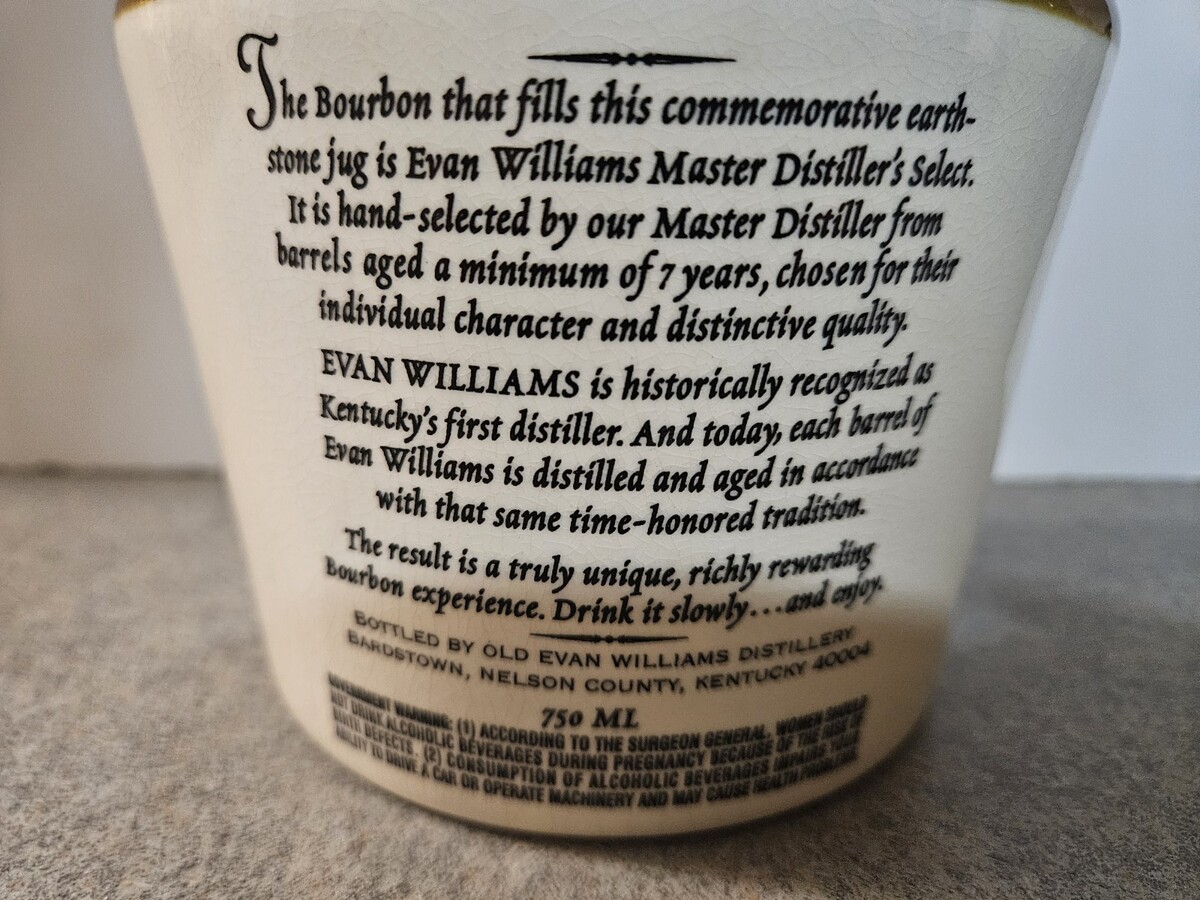 The Bourbon that fills this commemorative earth-
stone jug is Evan Williams Master Distiller's Select.
It is hand-selected by our Master Distiller from
barrels aged a minimum of 7 years, chosen for their
individual character and distinctive quality.
EVAN WILLIAMS is historically recognized as
Kentucky's first distiller. And today, each barrel of
Evan Williams is distilled and aged in accordance
with that same time-honored tradition.
The result is a truly unique, richly rewarding
Bourbon experience. Drink it slowly...and enjoy.
BOTTLED BY OLD EVAN WILLIAMS DISTILLERY
BARDSTOWN, NELSON COUNTY, KENTUCKY 40004
750 ML
GOVERNMENT WARNING: (1) ACCORDING TO THE SURGEON GENERAL, WOMEN SHOULD
NOT DRINK ALCOHOLIC BEVERAGES DURING PREGNANCY BECAUSE OF THE RISK OF
BIRTH DEFECTS. (2) CONSUMPTION OF ALCOHOLIC BEVERAGES IMPAIRS YOUR
ABILITY TO DRIVE A CAR OR OPERATE MACHINERY AND MAY CAUSE HEALTH PROBLEMS.